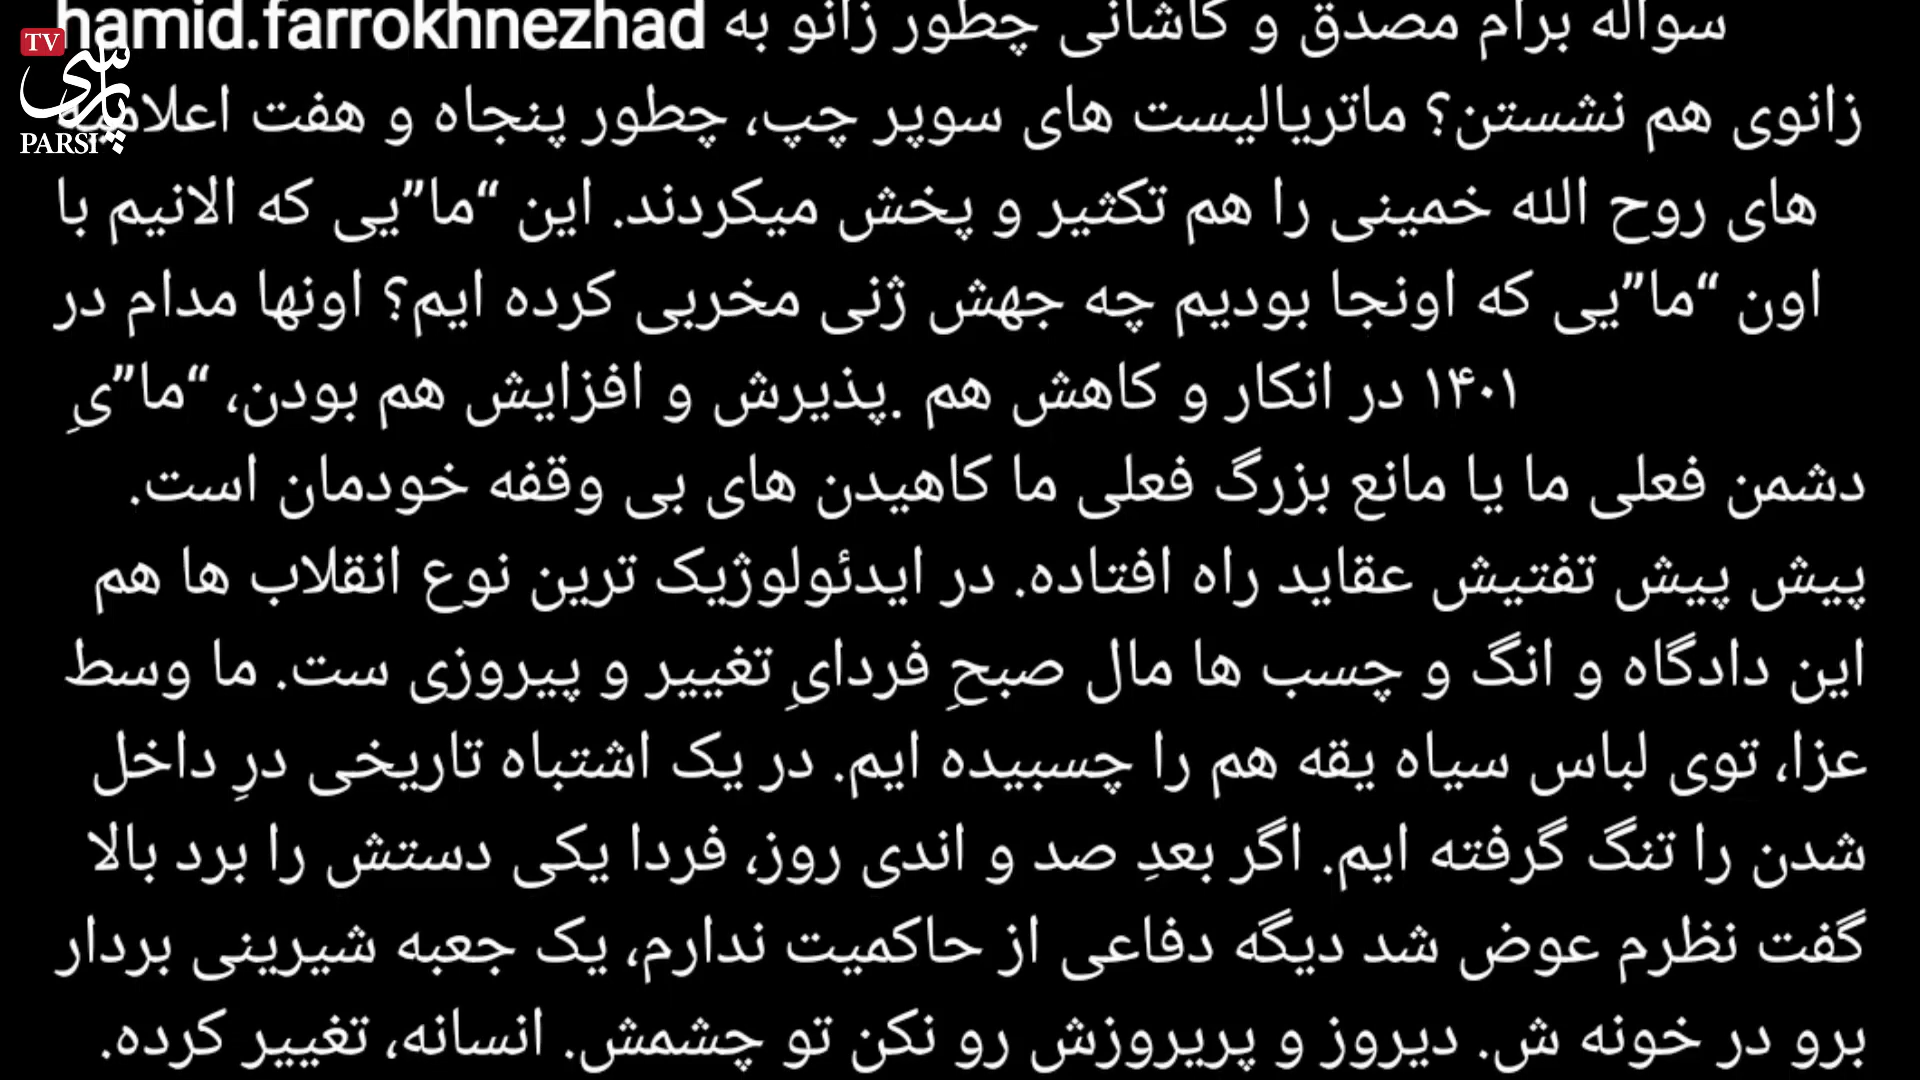 TV
پارسی
PARSI
hamid.farrokhnezhad سواله برام مصدق و کاشانی چطور زانو به
زانوی هم نشستن؟ ماتریالیست های سوپر چپ، چطور پنجاه و هفت اعلامیه
های روح الله خمینی را هم تکثیر و پخش میکردند. این “ما”یی که الانیم با
اون “ما”یی که اونجا بودیم چه جهش ژنی مخربی کرده ایم؟ اونها مدام در
۱۴۰۱ در انکار و کاهش هم .پذیرش و افزایش هم بودن، “ما”یِ
دشمن فعلی ما یا مانع بزرگ فعلی ما کاهیدن های بی وقفه خودمان است.
پیش پیش تفتیش عقاید راه افتاده. در ایدئولوژیک ترین نوع انقلاب ها هم
این دادگاه و انگ و چسب ها مال صبحِ فردایِ تغییر و پیروزی ست. ما وسط
عزا، توی لباس سیاه یقه هم را چسبیده ایم. در یک اشتباه تاریخی درِ داخل
شدن را تنگ گرفته ایم. اگر بعدِ صد و اندی روز، فردا یکی دستش را برد بالا
گفت نظرم عوض شد دیگه دفاعی از حاکمیت ندارم، یک جعبه شیرینی بردار
برو در خونه ش. دیروز و پریروزش رو نکن تو چشمش. انسانه، تغییر کرده.